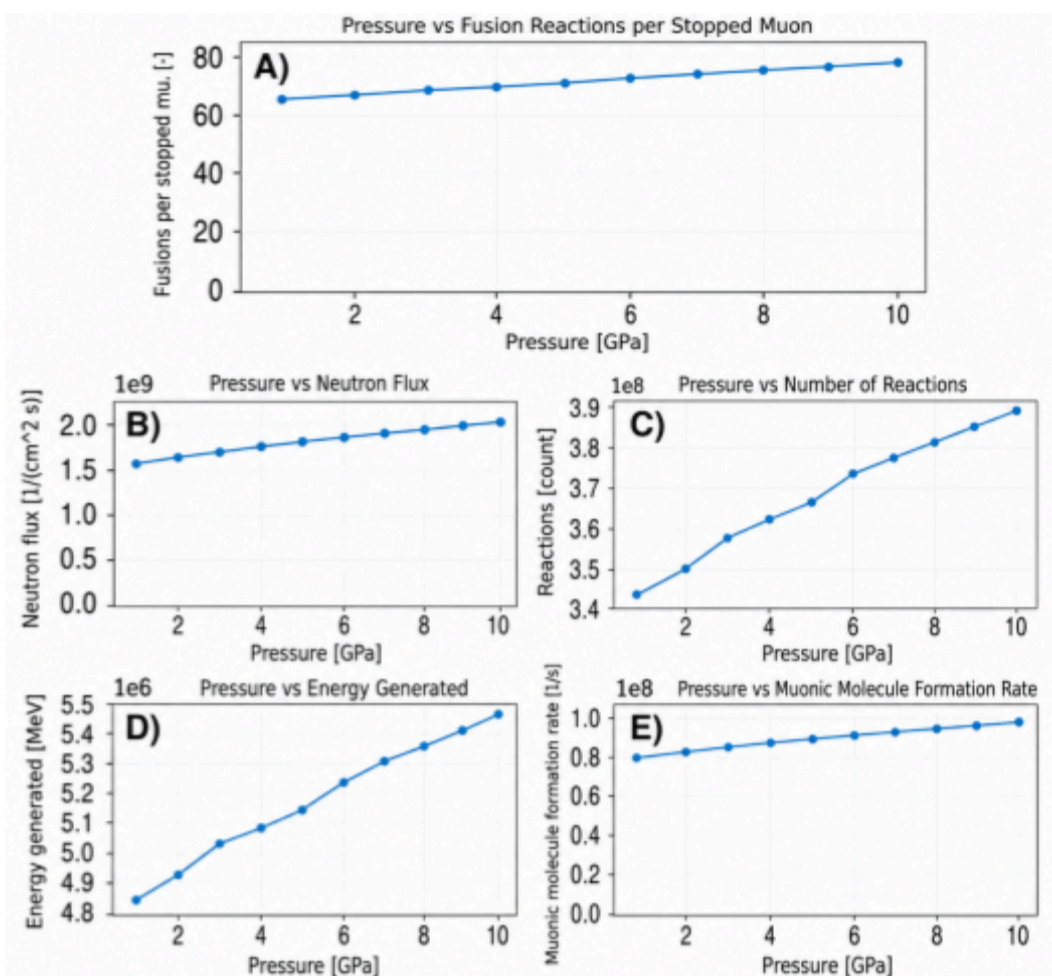 Pressure vs Fusion Reactions per Stopped Muon
A)
Fusions per stopped mu. [-]
80
60
40
20
0
2 4 6 8 10
Pressure [GPa]
1e9 Pressure vs Neutron Flux
B)
Neutron flux [1/(cm^2 s)]
2.0
1.5
1.0
0.5
0.0
2 4 6 8 10
Pressure [GPa]
1e8 Pressure vs Number of Reactions
C)
Reactions [count]
3.9
3.8
3.7
3.6
3.5
3.4
2 4 6 8 10
Pressure [GPa]
1e6 Pressure vs Energy Generated
D)
Energy generated [MeV]
5.5
5.4
5.3
5.2
5.1
5.0
4.9
4.8
2 4 6 8 10
Pressure [GPa]
1e8 Pressure vs Muonic Molecule Formation Rate
E)
Muonic molecule formation rate [1/s]
1.0
0.8
0.6
0.4
0.2
0.0
2 4 6 8 10
Pressure [GPa]